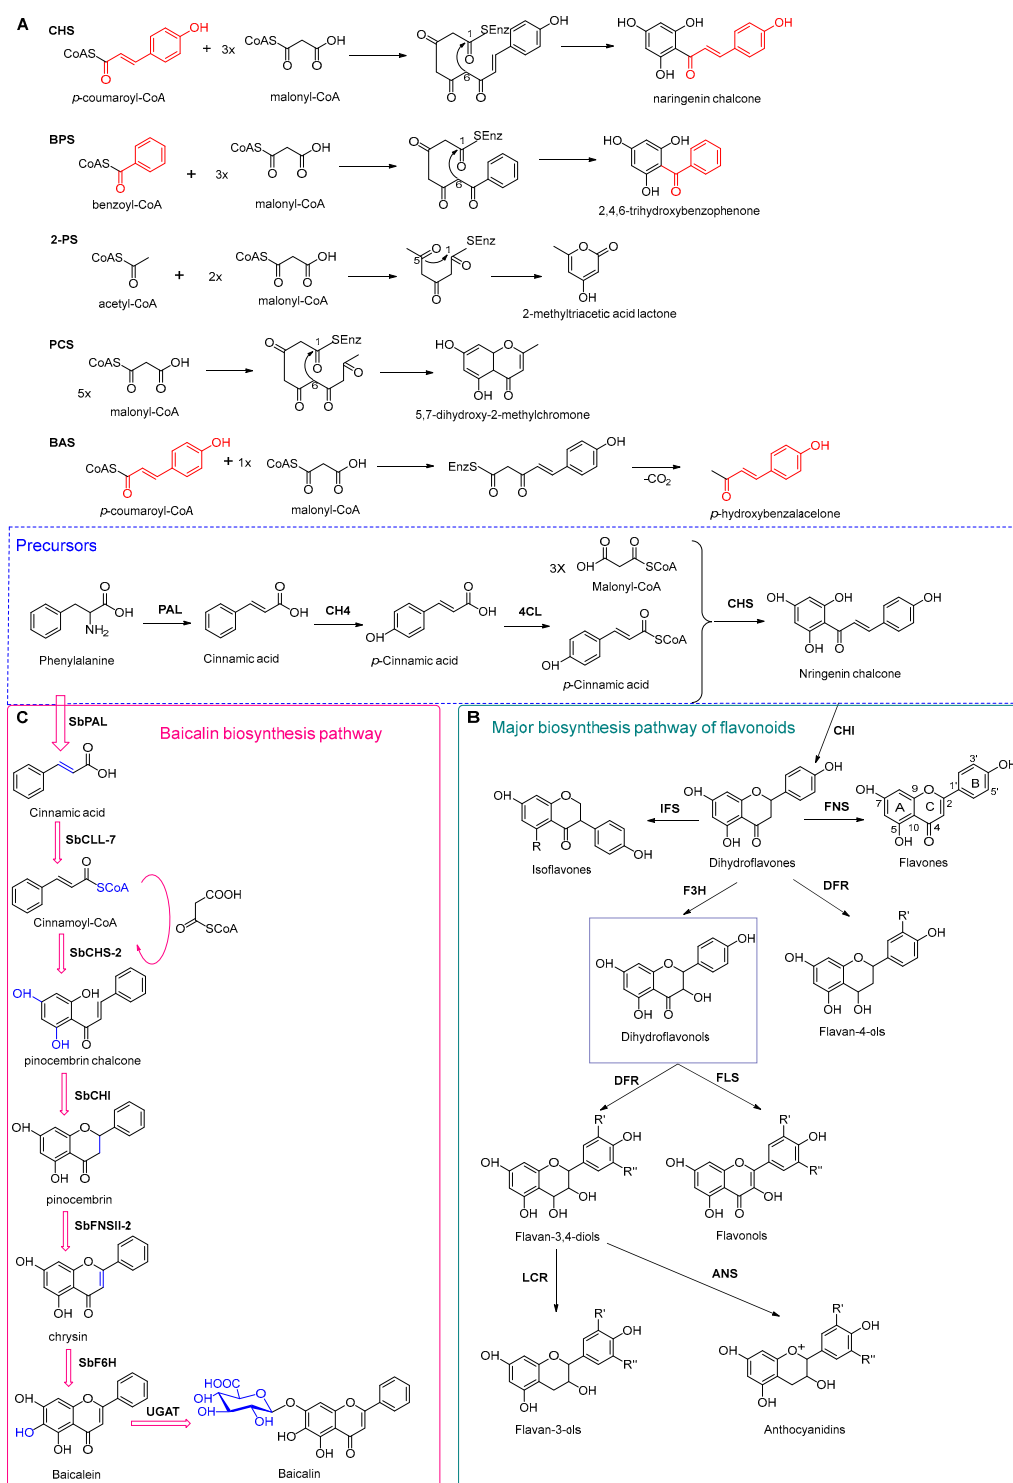 A
CHS
CoAS
O
OH
p-coumaroyl-CoA
+ 3x
CoAS
O O
OH
malonyl-CoA
O
1
SEnz
O
6
O O
OH
HO OH
OH O
OH
naringenin chalcone
BPS
CoAS
O
benzoyl-CoA
+ 3x
CoAS
O O
OH
malonyl-CoA
O
1
SEnz
O
6
O O
HO OH
OH O
2,4,6-trihydroxybenzophenone
2-PS
CoAS
O
acetyl-CoA
+ 2x
CoAS
O O
OH
malonyl-CoA
O
5
1
SEnz
O
O
O O
OH
2-methyltriacetic acid lactone
PCS
5x
CoAS
O O
OH
malonyl-CoA
O
1
SEnz
O
O
6
O O
HO O
OH O
5,7-dihydroxy-2-methylchromone
BAS
CoAS
O
OH
p-coumaroyl-CoA
+ 1x
CoAS
O O
OH
malonyl-CoA
EnzS
O O
OH
-CO2
O
OH
p-hydroxybenzalacelone
Precursors
O
OH
NH2
Phenylalanine
PAL
O
OH
Cinnamic acid
CH4
O
OH
OH
p-Cinnamic acid
4CL
3X
O O
OH
SCoA
Malonyl-CoA
O
SCoA
OH
p-Cinnamic acid
CHS
OH OH
OH O
OH
Nringenin chalcone
C
Baicalin biosynthesis pathway
SbPAL
O
OH
Cinnamic acid
SbCLL-7
O
SCoA
Cinnamoyl-CoA
COOH
O SCoA
SbCHS-2
OH OH
OH O
pinocembrin chalcone
SbCHI
OH O
OH O
pinocembrin
SbFNSII-2
OH O
OH O
chrysin
SbF6H
HO O
HO
OH O
Baicalein
UGAT
HOOC
O
OH
HO
OH
O
O
O
HO
OH O
Baicalin
B
Major biosynthesis pathway of flavonoids
CHI
OH O
R O
OH
Isoflavones
IFS
HO O
OH O
OH
Dihydroflavones
FNS
HO
7
9
O
1'
3'
B
OH
5'
A C
2
5
10
4
OH O
Flavones
F3H
DFR
HO O
OH
OH O
OH
Dihydroflavonols
R'
OH
HO O
OH OH
Flavan-4-ols
DFR
FLS
R'
OH
R''
HO O
OH
OH OH
Flavan-3,4-diols
R'
OH
R''
HO O
OH
OH O
Flavonols
LCR
ANS
R'
OH
R''
HO O
OH
OH
Flavan-3-ols
R'
OH
R''
HO O+
OH
OH
Anthocyanidins